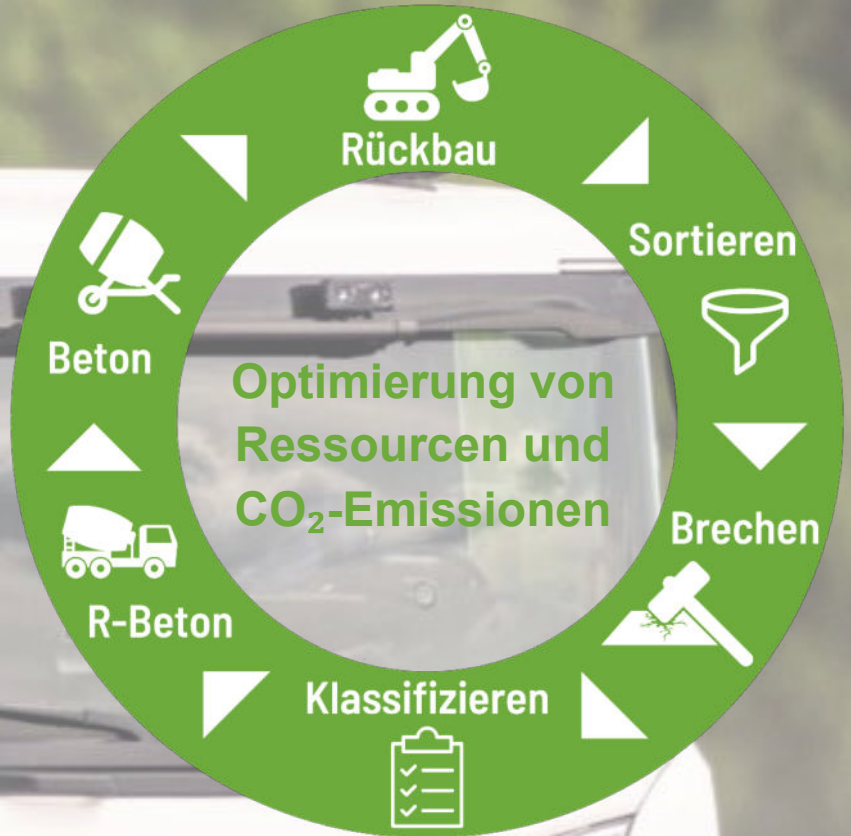 Rückbau
Sortieren
Brechen
Klassifizieren
R-Beton
Beton
Optimierung von
Ressourcen und
CO₂-Emissionen